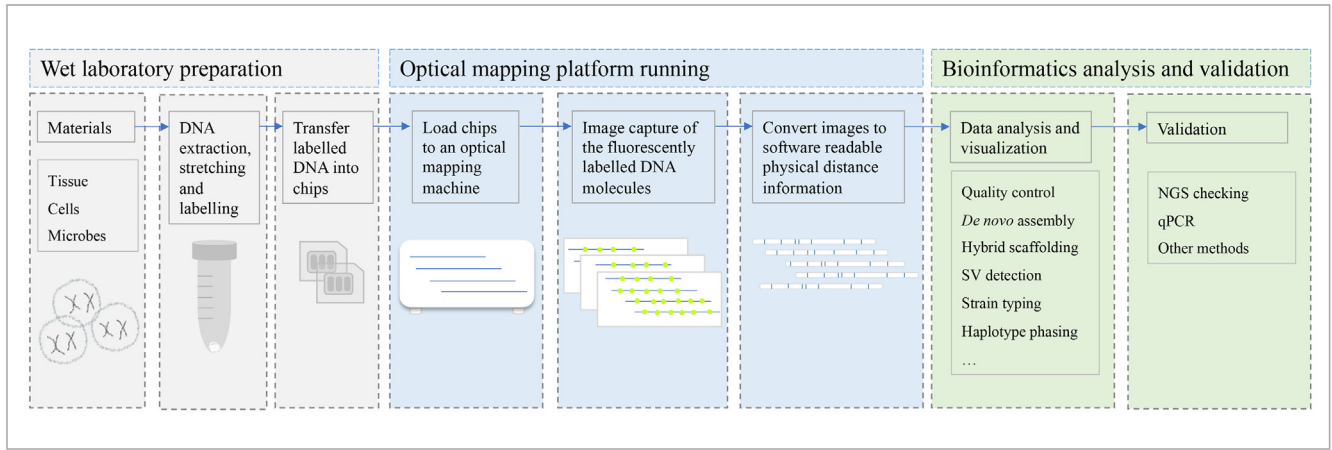 Wet laboratory preparation
Optical mapping platform running
Bioinformatics analysis and validation
Materials
Tissue
Cells
Microbes
DNA
extraction,
stretching
and
labelling
Transfer
labelled
DNA into
chips
Load chips
to an optical
mapping
machine
Image capture of
the fluorescently
labelled DNA
molecules
Convert images to
software readable
physical distance
information
Data analysis and
visualization
Quality control
De novo assembly
Hybrid scaffolding
SV detection
Strain typing
Haplotype phasing
…
Validation
NGS checking
qPCR
Other methods